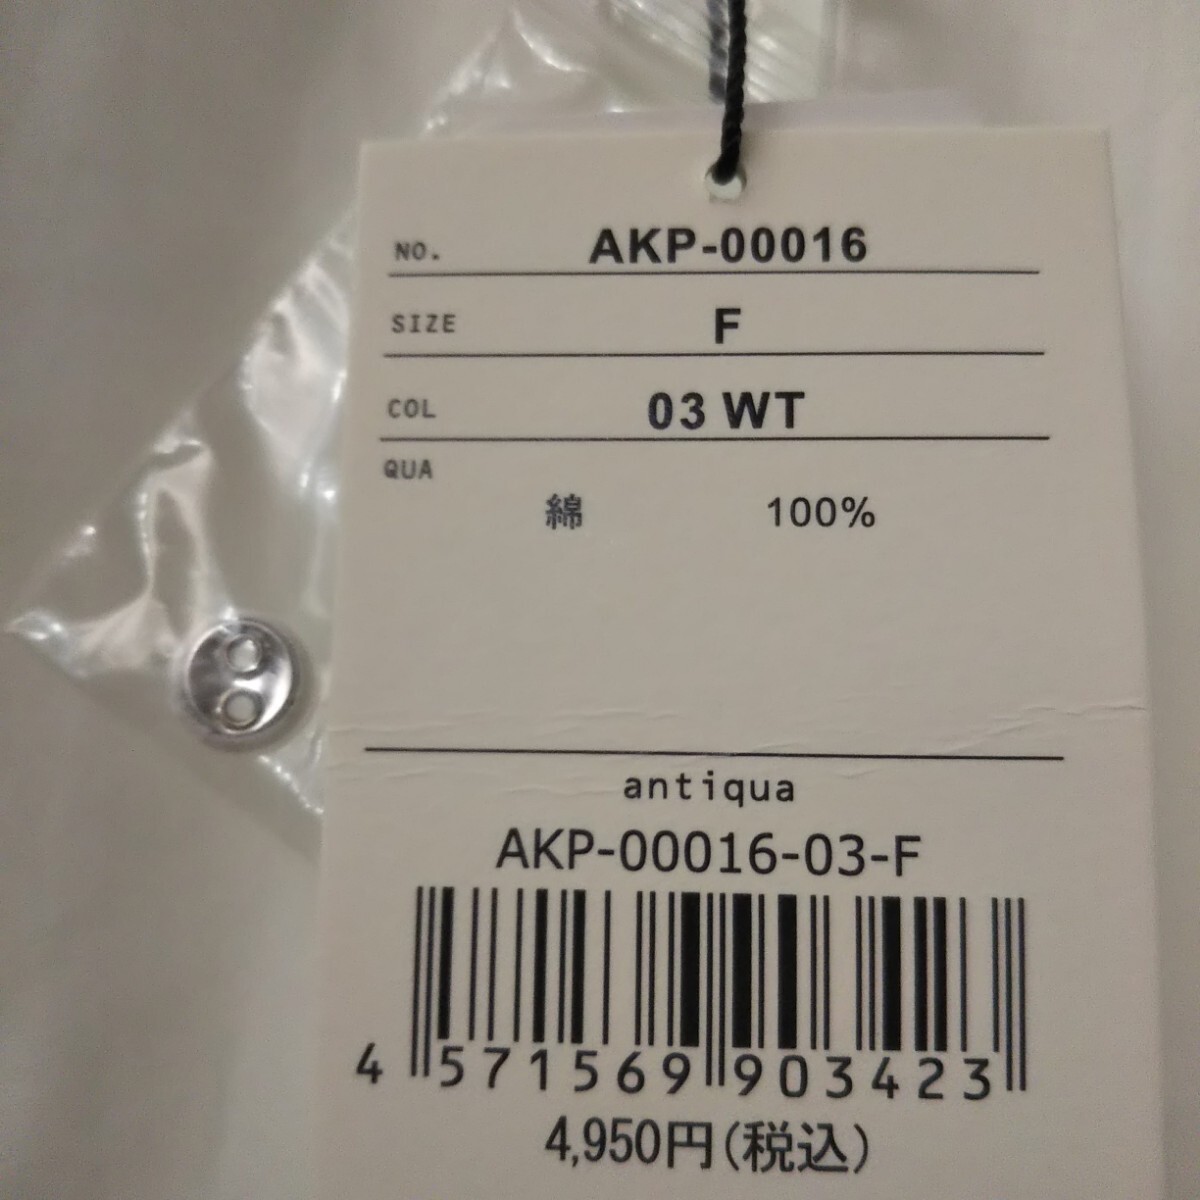 NO. AKP-00016
SIZE F
COL 03 WT
QUA
綿 100%
antiqua
AKP-00016-03-F
4 571569 903423
4,950円(税込)